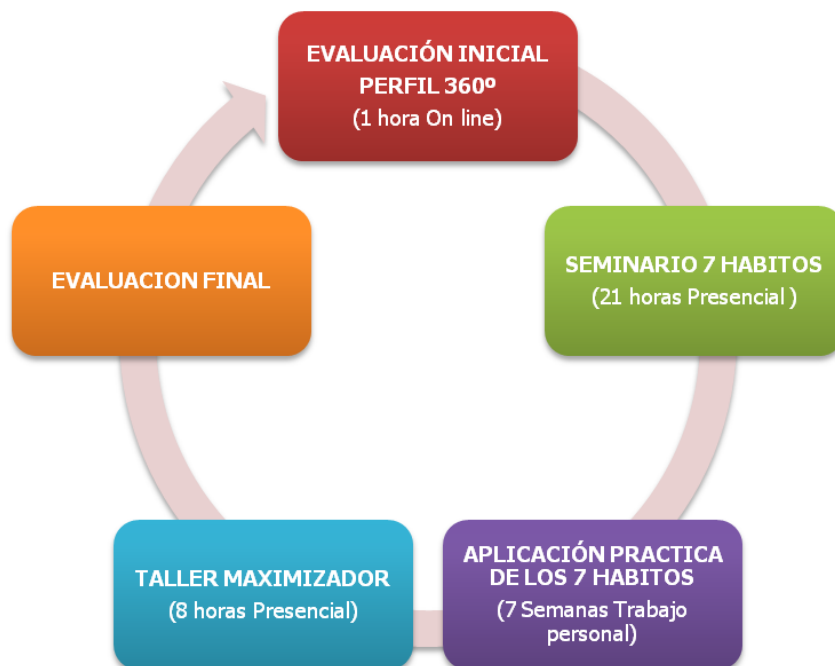 EVALUACIÓN INICIAL
PERFIL 360º
(1 hora On line)
SEMINARIO 7 HABITOS
(21 horas Presencial )
APLICACIÓN PRACTICA
DE LOS 7 HABITOS
(7 Semanas Trabajo
personal)
TALLER MAXIMIZADOR
(8 horas Presencial)
EVALUACION FINAL